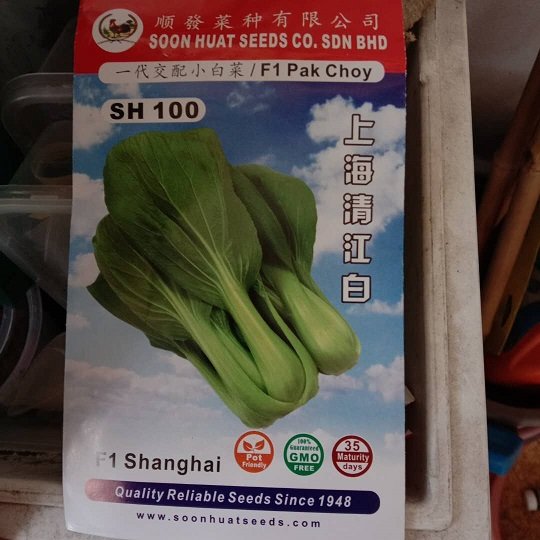 順發菜种有限公司
SOON HUAT SEEDS CO. SDN BHD
一代交配小白菜/F1 Pak Choy
SH 100
上海清江白
F1 Shanghai
Pot Friendly
100% Guaranteed
GMO
FREE
35
Maturity
days
Quality Reliable Seeds Since 1948
www.soonhuatseeds.com